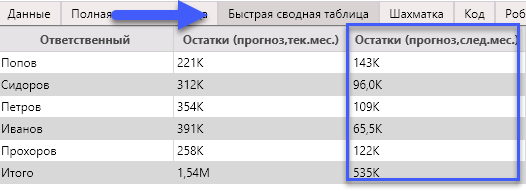 Данные Полная а Быстрая сводная таблица Шахматка Код Роб
Ответственный Остатки (прогноз,тек.мес.) Остатки (прогноз,след.мес.)
Попов 221K 143K
Сидоров 312K 96,0K
Петров 354K 109K
Иванов 391K 65,5K
Прохоров 258K 122K
Итого 1,54M 535K